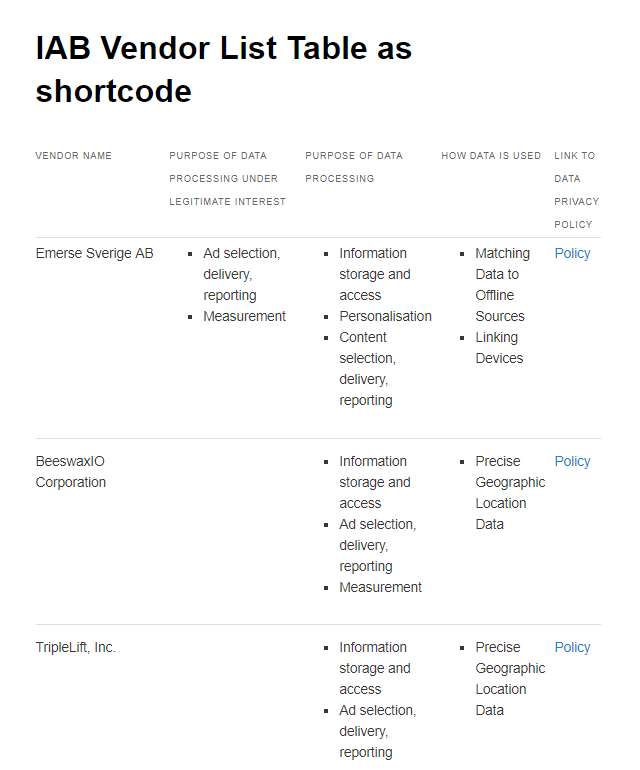 IAB Vendor List Table as
shortcode
VENDOR NAME
PURPOSE OF DATA
PROCESSING UNDER
LEGITIMATE INTEREST
PURPOSE OF DATA
PROCESSING
HOW DATA IS USED
LINK TO
DATA
PRIVACY
POLICY
Emerse Sverige AB
Ad selection,
delivery,
reporting
Measurement
Information
storage and
access
Personalisation
Content
selection,
delivery,
reporting
Matching
Data to
Offline
Sources
Linking
Devices
Policy
BeeswaxIO
Corporation
Information
storage and
access
Ad selection,
delivery,
reporting
Measurement
Precise
Geographic
Location
Data
Policy
TripleLift, Inc.
Information
storage and
access
Ad selection,
delivery,
reporting
Precise
Geographic
Location
Data
Policy